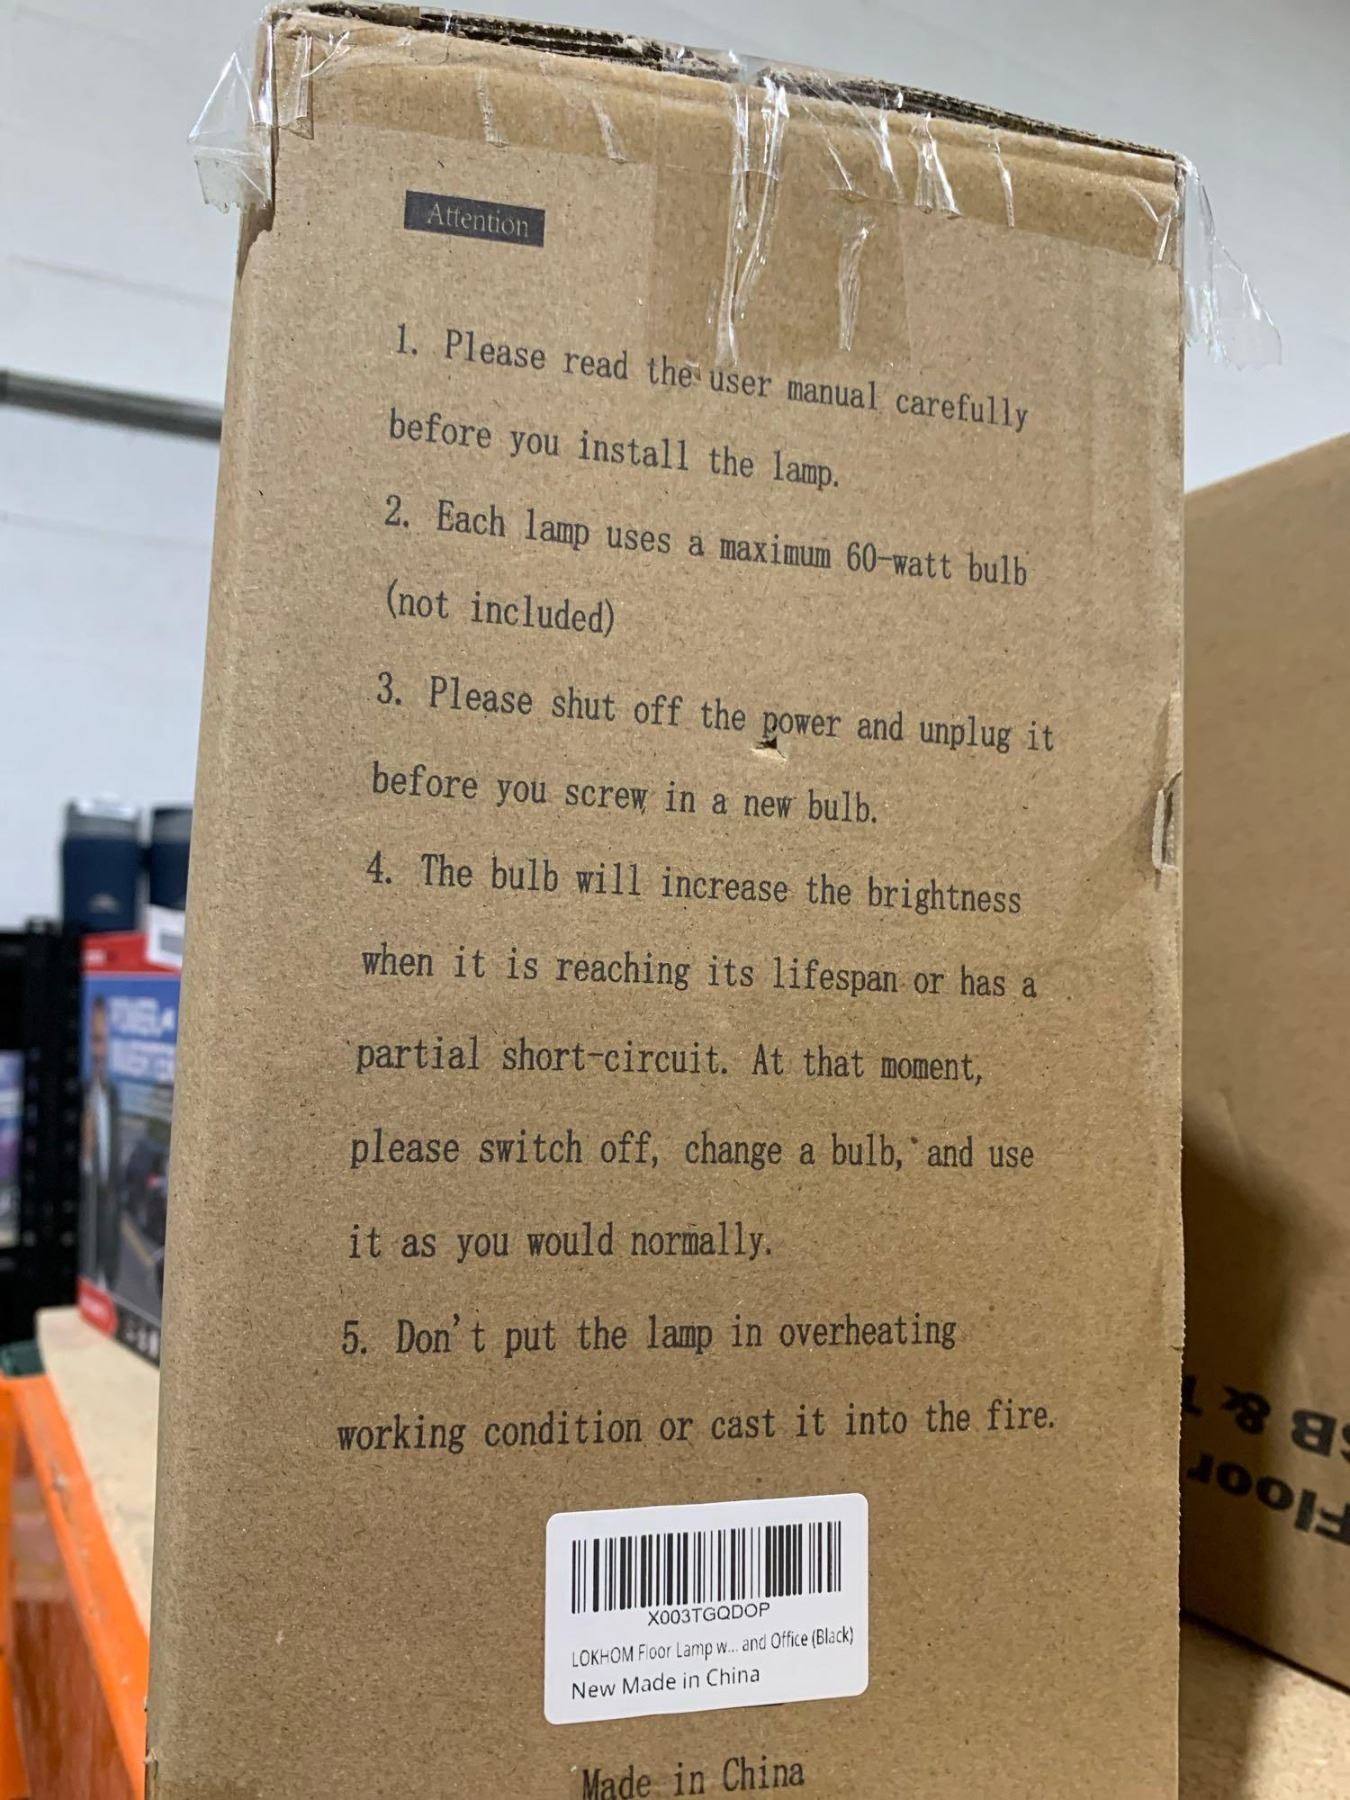 Attention
1. Please read the user manual carefully
before you install the lamp.
2. Each lamp uses a maximum 60-watt bulb
(not included)
3. Please shut off the power and unplug it
before you screw in a new bulb.
4. The bulb will increase the brightness
when it is reaching its lifespan or has a
partial short-circuit. At that moment,
please switch off, change a bulb, and use
it as you would normally.
5. Don't put the lamp in overheating
working condition or cast it into the fire.
X003TGQDOP
LOKHOM Floor Lamp w... and Office (Black)
New Made in China
Made in China
Floor
&